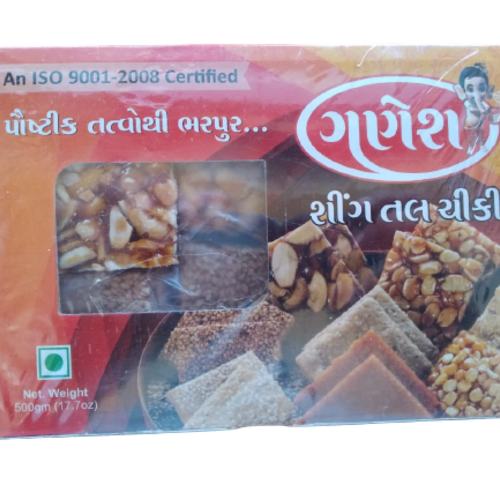 An ISO 9001-2008 Certified
પૌષ્ટીક તત્વોથી ભરપુર...
ગણેશ
શીંગ તલ ચીકી
Net. Weight
500gm (17.7oz)